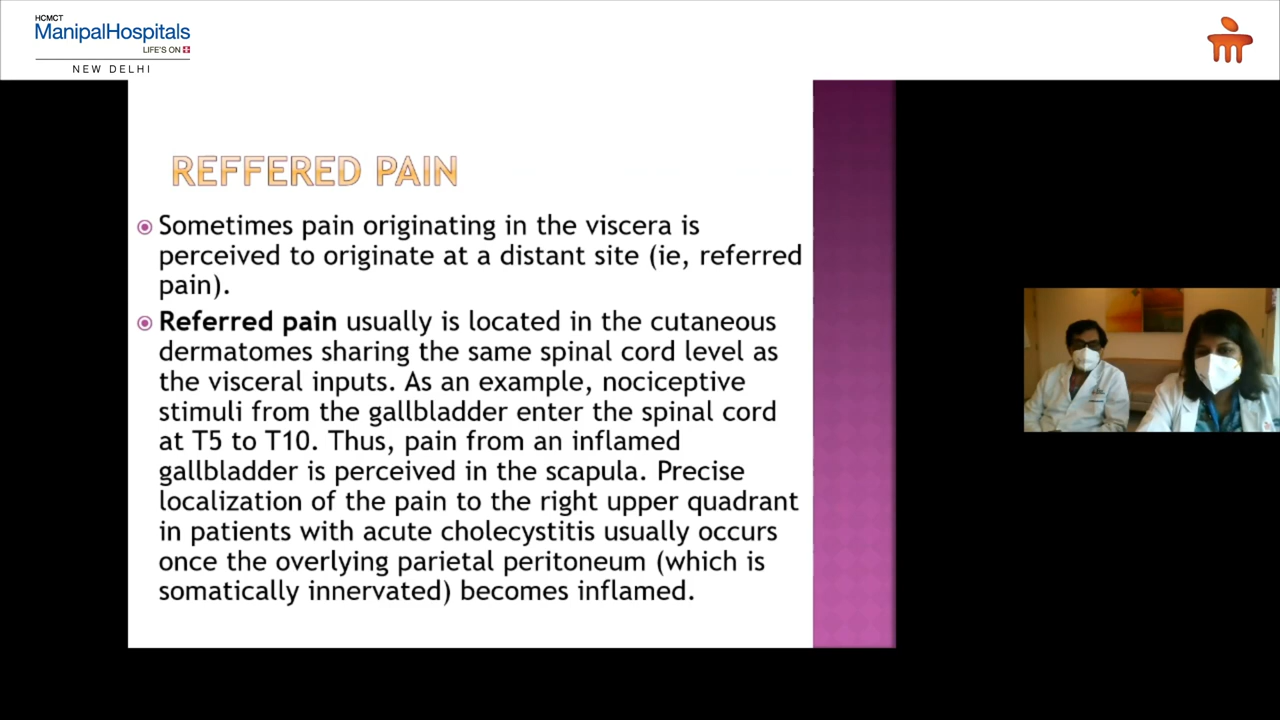 HCMCT
ManipalHospitals
LIFE'S ON
NEW DELHI
REFFERED PAIN
Sometimes pain originating in the viscera is
perceived to originate at a distant site (ie, referred
pain).
Referred pain usually is located in the cutaneous
dermatomes sharing the same spinal cord level as
the visceral inputs. As an example, nociceptive
stimuli from the gallbladder enter the spinal cord
at T5 to T10. Thus, pain from an inflamed
gallbladder is perceived in the scapula. Precise
localization of the pain to the right upper quadrant
in patients with acute cholecystitis usually occurs
once the overlying parietal peritoneum (which is
somatically innervated) becomes inflamed.